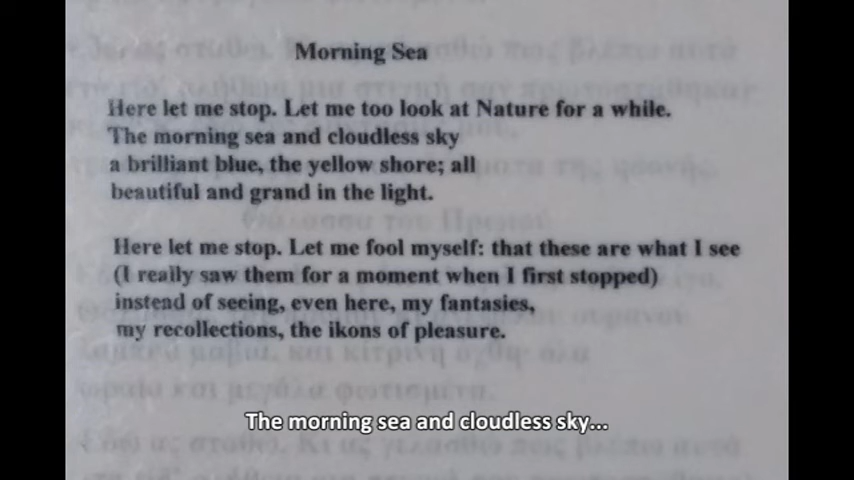 Morning Sea
Here let me stop. Let me too look at Nature for a while.
The morning sea and cloudless sky
a brilliant blue, the yellow shore; all
beautiful and grand in the light.
Here let me stop. Let me fool myself: that these are what I see
(I really saw them for a moment when I first stopped)
instead of seeing, even here, my fantasies,
my recollections, the ikons of pleasure.
The morning sea and cloudless sky...